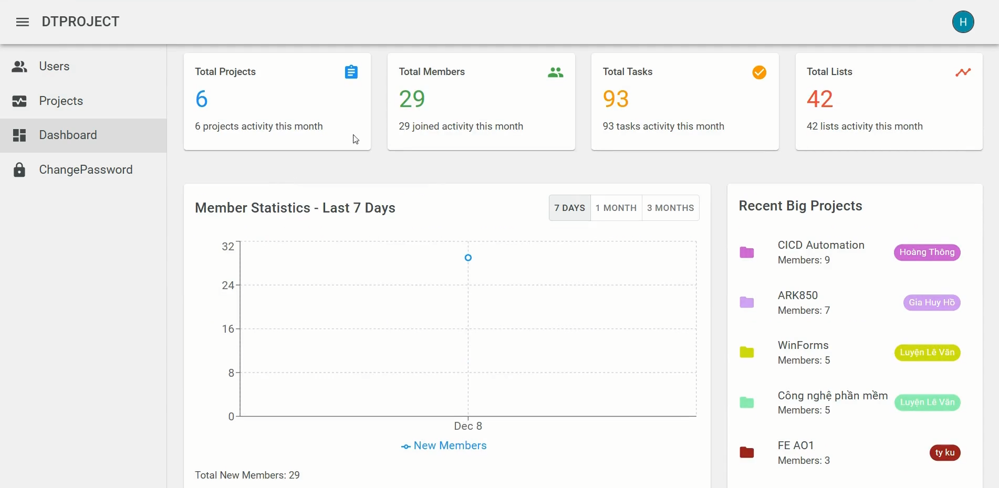 DTPROJECT
H
Users
Projects
Dashboard
ChangePassword
Total Projects
6
6 projects activity this month
Total Members
29
29 joined activity this month
Total Tasks
93
93 tasks activity this month
Total Lists
42
42 lists activity this month
Member Statistics - Last 7 Days
7 DAYS
1 MONTH
3 MONTHS
32
24
16
8
0
Dec 8
New Members
Total New Members: 29
Recent Big Projects
CICD Automation
Members: 9
Hoàng Thông
ARK850
Members: 7
Gia Huy Hồ
WinForms
Members: 5
Luyện Lê Văn
Công nghệ phần mềm
Members: 5
Luyện Lê Văn
FE AO1
Members: 3
ty ku